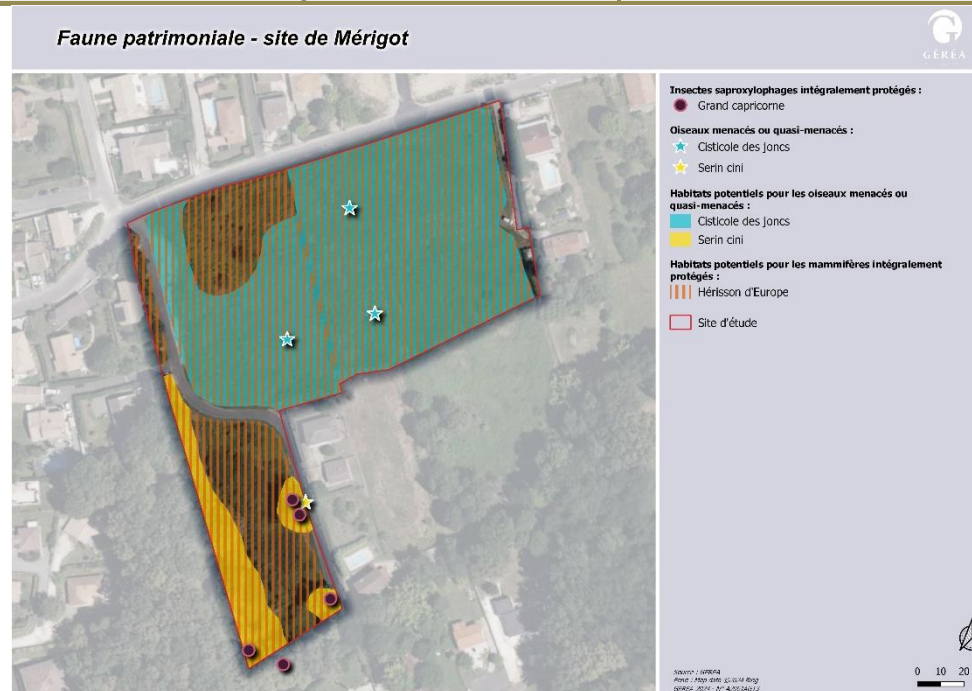 Faune patrimoniale - site de Mérigot
GÉRÉA
Insectes saproxylophages intégralement protégés :
Grand capricorne
Oiseaux menacés ou quasi-menacés :
Cisticole des joncs
Serin cini
Habitats potentiels pour les oiseaux menacés ou
quasi-menacés :
Cisticole des joncs
Serin cini
Habitats potentiels pour les mammifères intégralement
protégés :
Hérisson d'Europe
Site d'étude
Source : GEREA
0 10 20